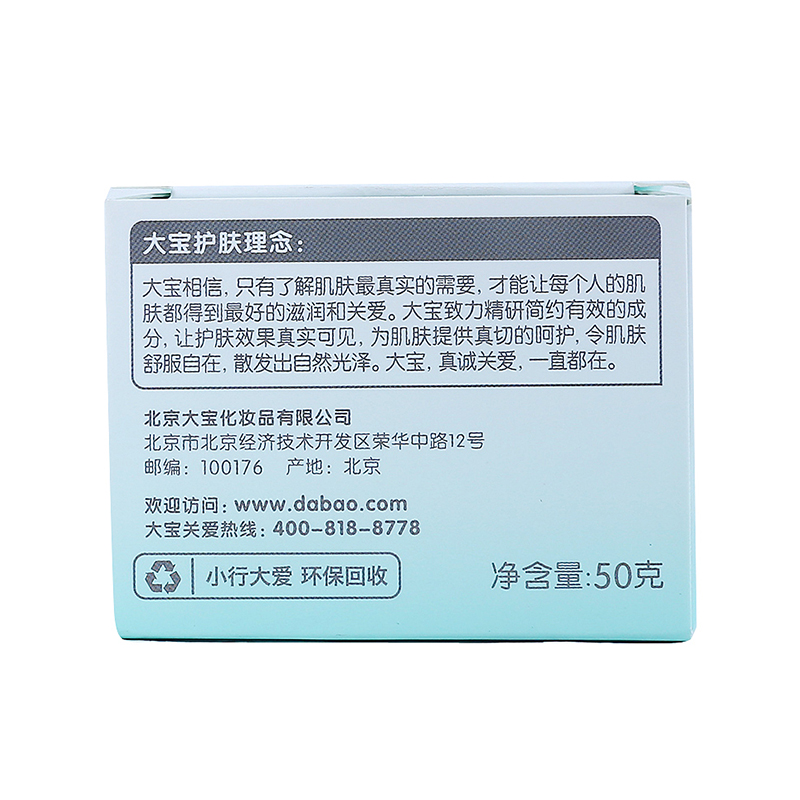 大宝护肤理念：
大宝相信，只有了解肌肤最真实的需要，才能让每个人的肌
肤都得到最好的滋润和关爱。大宝致力精研简约有效的成
分，让护肤效果真实可见，为肌肤提供真切的呵护，令肌肤
舒服自在，散发出自然光泽。大宝，真诚关爱，一直都在。
北京大宝化妆品有限公司
北京市北京经济技术开发区荣华中路12号
邮编：100176 产地：北京
欢迎访问：www.dabao.com
大宝关爱热线：400-818-8778
小行大爱 环保回收
净含量:50克